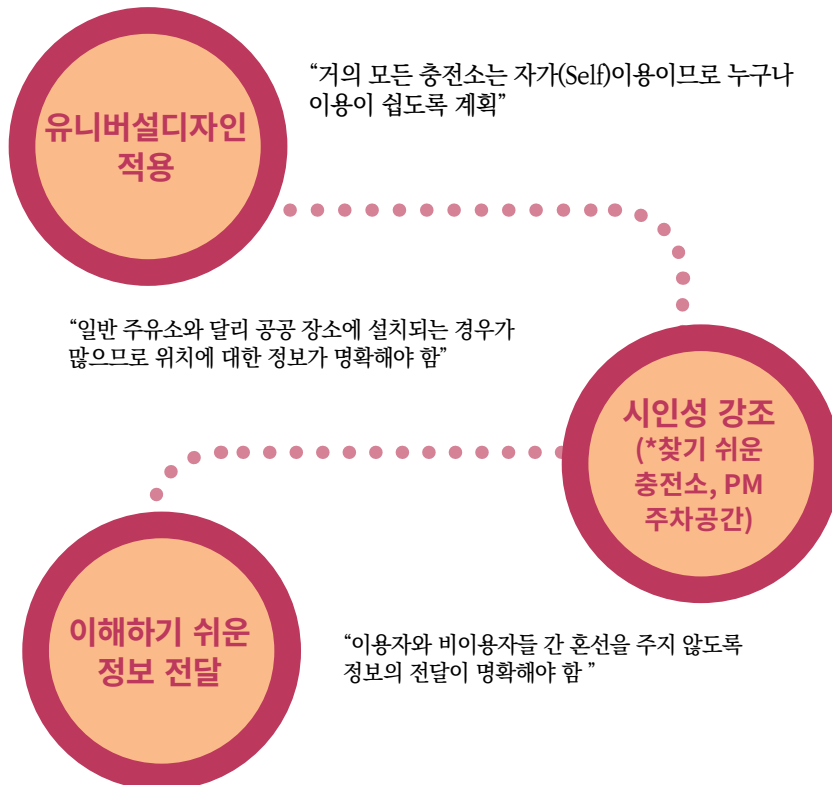 유니버설디자인
적용
“거의 모든 충전소는 자가(Self)이용이므로 누구나
이용이 쉽도록 계획”
“일반 주유소와 달리 공공 장소에 설치되는 경우가
많으므로 위치에 대한 정보가 명확해야 함”
시인성 강조
(*찾기 쉬운
충전소, PM
주차공간)
이해하기 쉬운
정보 전달
“이용자와 비이용자들 간 혼선을 주지 않도록
정보의 전달이 명확해야 함 ”